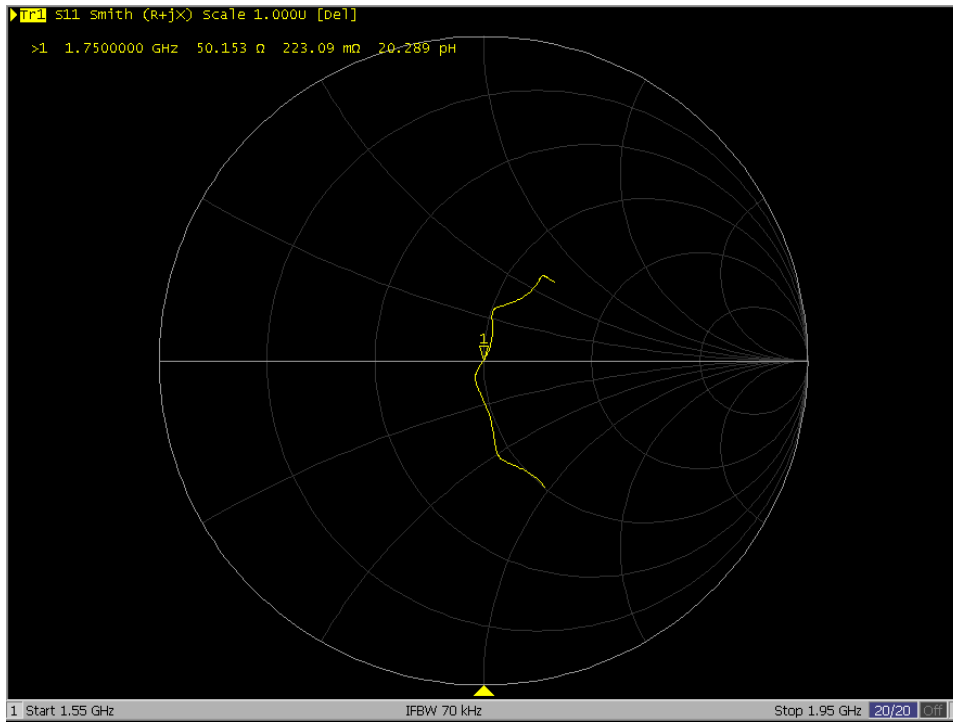 Tr1 S11 Smith (R+jX) Scale 1.000U [Del]
>1 1.7500000 GHz 50.153 Ω 223.09 mΩ 20.289 pH
1
1 Start 1.55 GHz IFBW 70 kHz Stop 1.95 GHz 20/20 Off